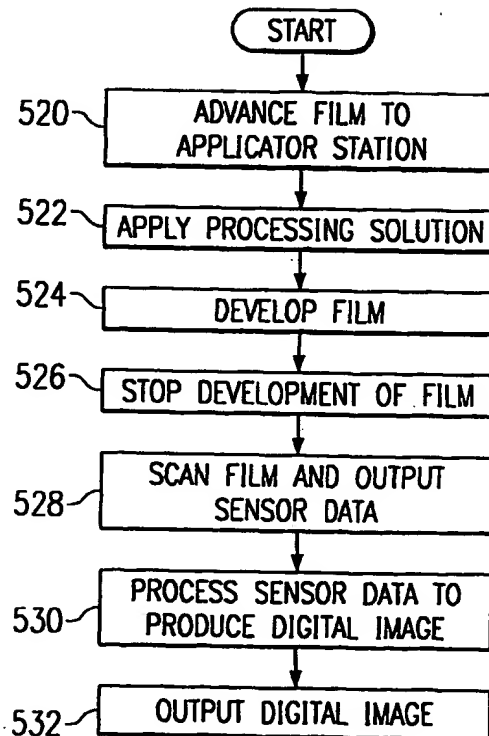 START
520
ADVANCE FILM TO
APPLICATOR STATION
522
APPLY PROCESSING SOLUTION
524
DEVELOP FILM
526
STOP DEVELOPMENT OF FILM
528
SCAN FILM AND OUTPUT
SENSOR DATA
530
PROCESS SENSOR DATA TO
PRODUCE DIGITAL IMAGE
532
OUTPUT DIGITAL IMAGE